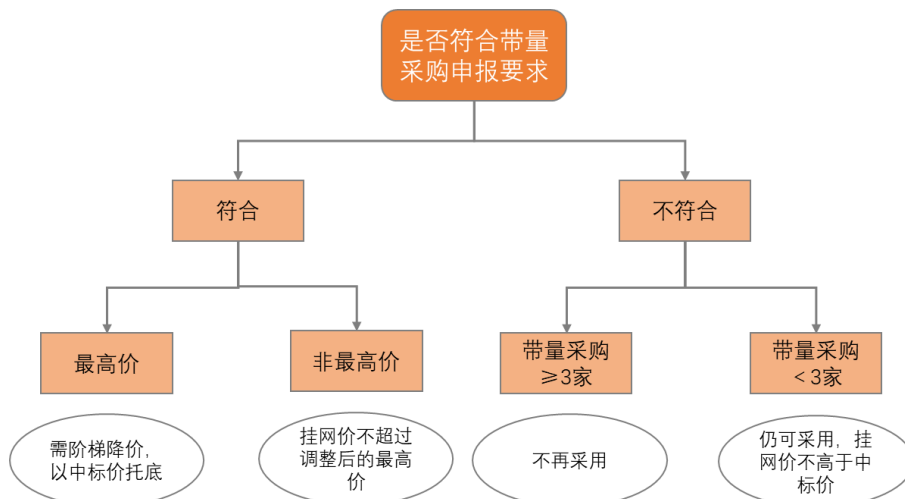 是否符合带量
采购申报要求
符合
不符合
最高价
非最高价
带量采购
≥3家
带量采购
<3家
需阶梯降价，
以中标价托底
挂网价不超过
调整后的最高
价
不再采用
仍可采用，挂
网价不高于中
标价